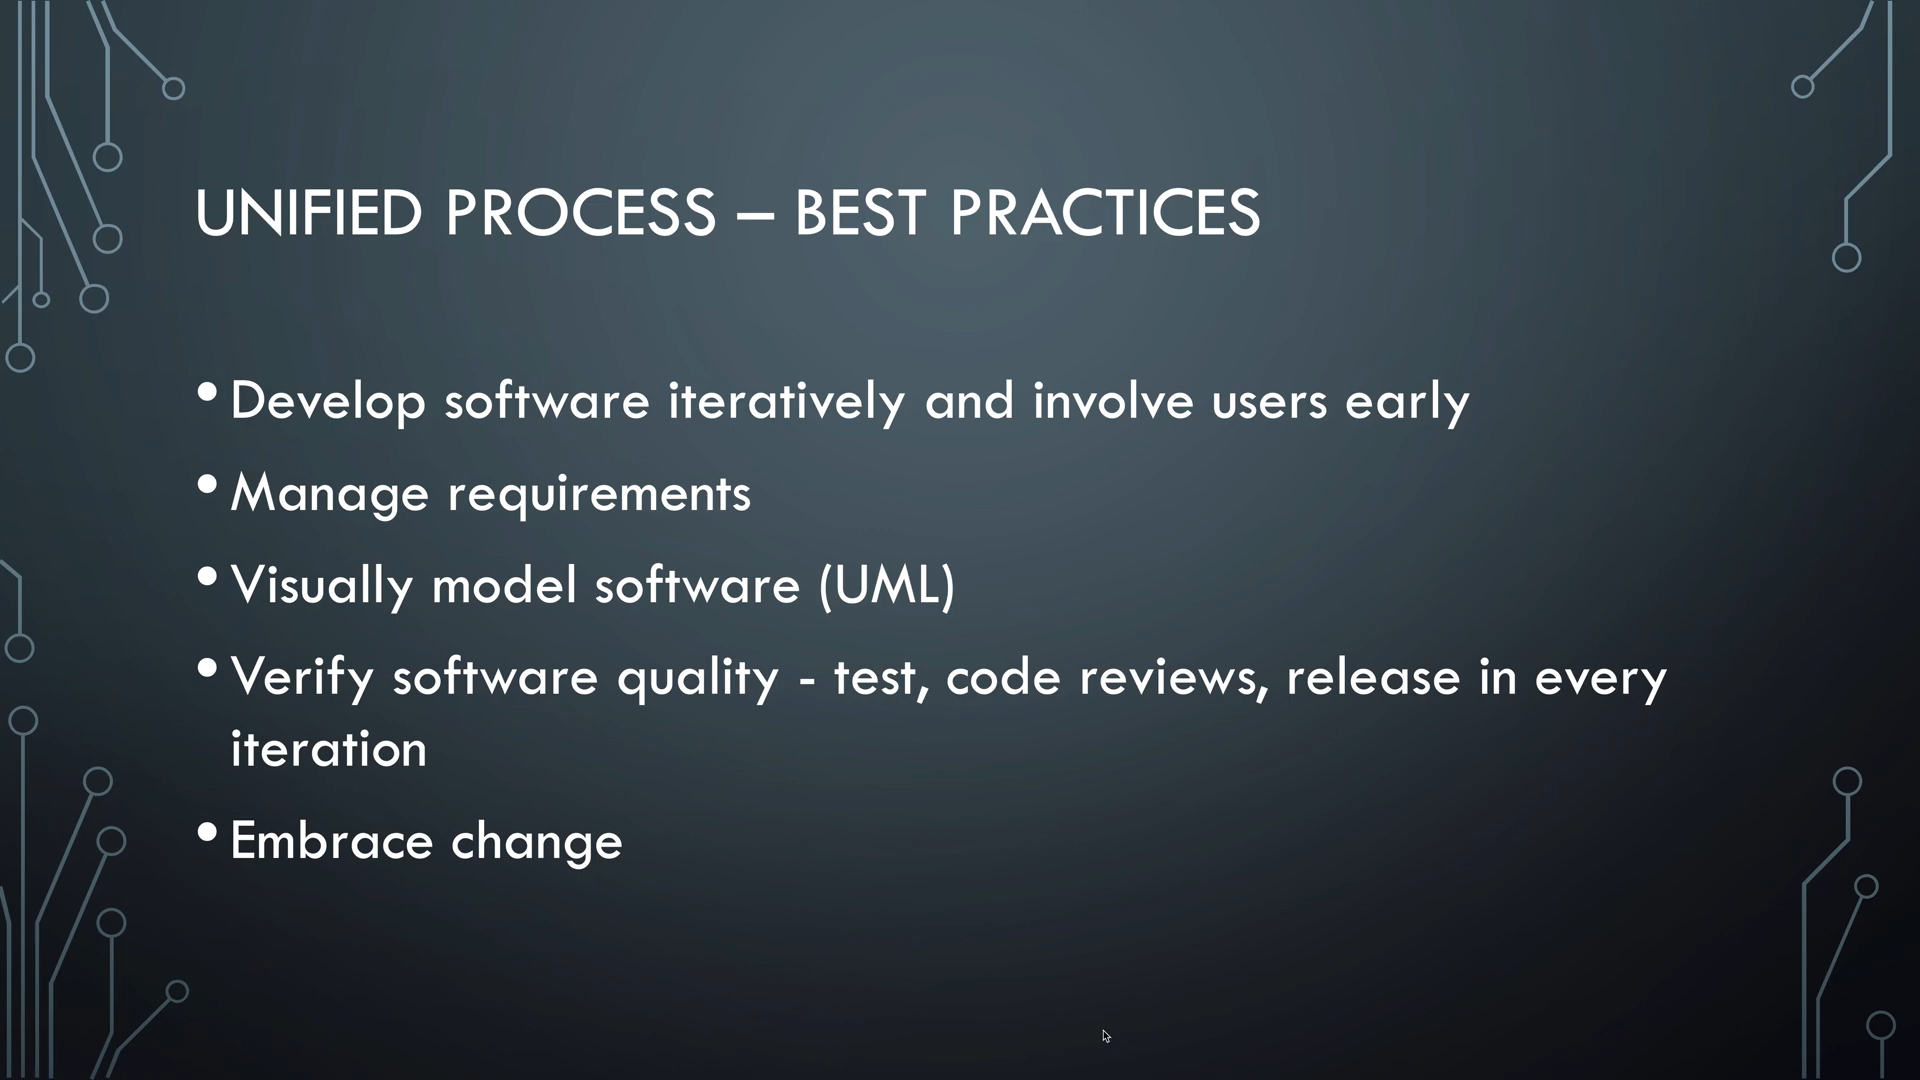 UNIFIED PROCESS – BEST PRACTICES
• Develop software iteratively and involve users early
• Manage requirements
• Visually model software (UML)
• Verify software quality - test, code reviews, release in every
iteration
• Embrace change